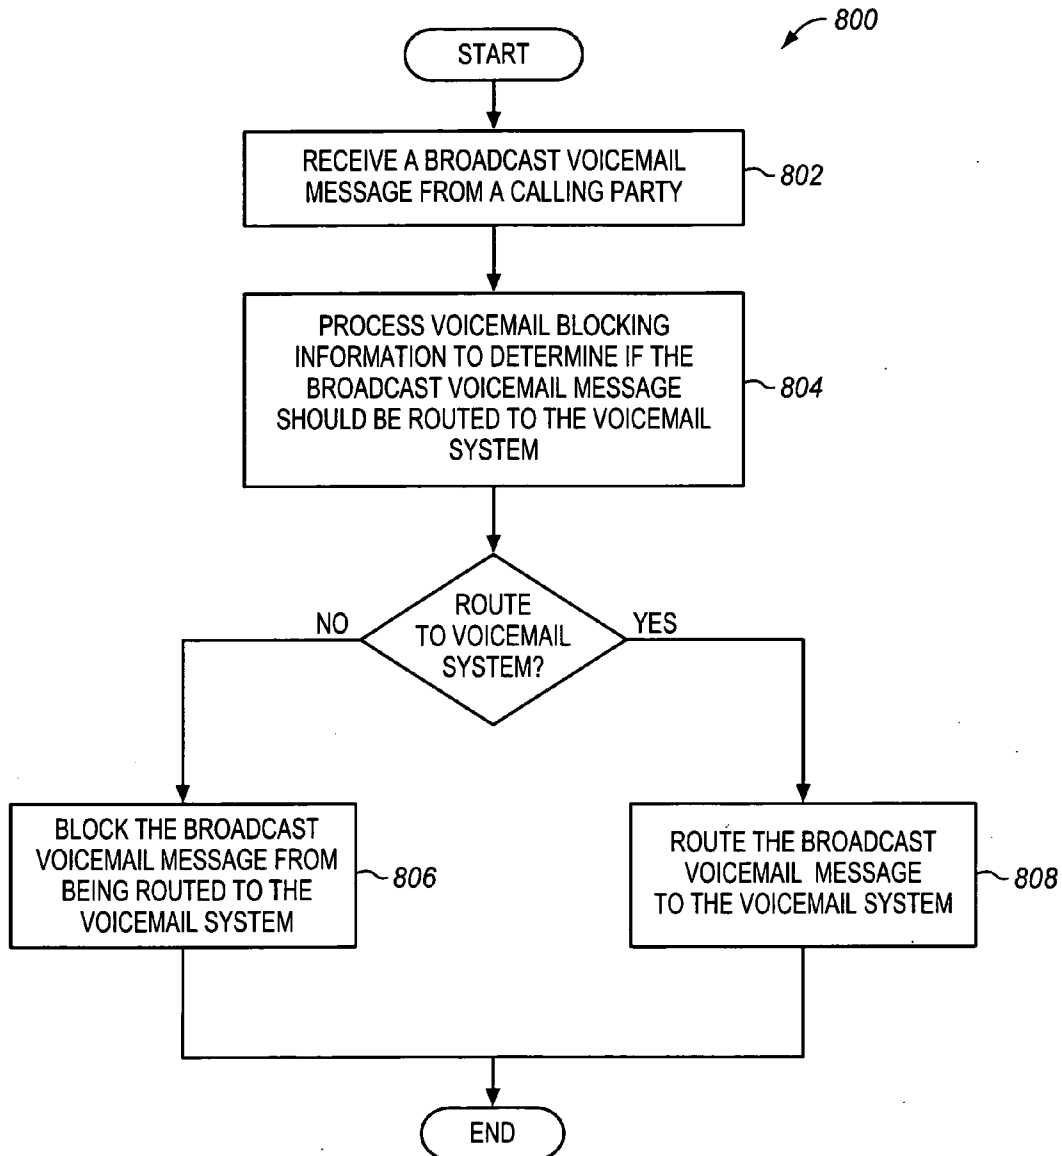 800
START
RECEIVE A BROADCAST VOICEMAIL
MESSAGE FROM A CALLING PARTY
802
PROCESS VOICEMAIL BLOCKING
INFORMATION TO DETERMINE IF THE
BROADCAST VOICEMAIL MESSAGE
SHOULD BE ROUTED TO THE VOICEMAIL
SYSTEM
804
ROUTE
TO VOICEMAIL
SYSTEM?
NO
YES
BLOCK THE BROADCAST
VOICEMAIL MESSAGE FROM
BEING ROUTED TO THE
VOICEMAIL SYSTEM
806
ROUTE THE BROADCAST
VOICEMAIL MESSAGE
TO THE VOICEMAIL SYSTEM
808
END